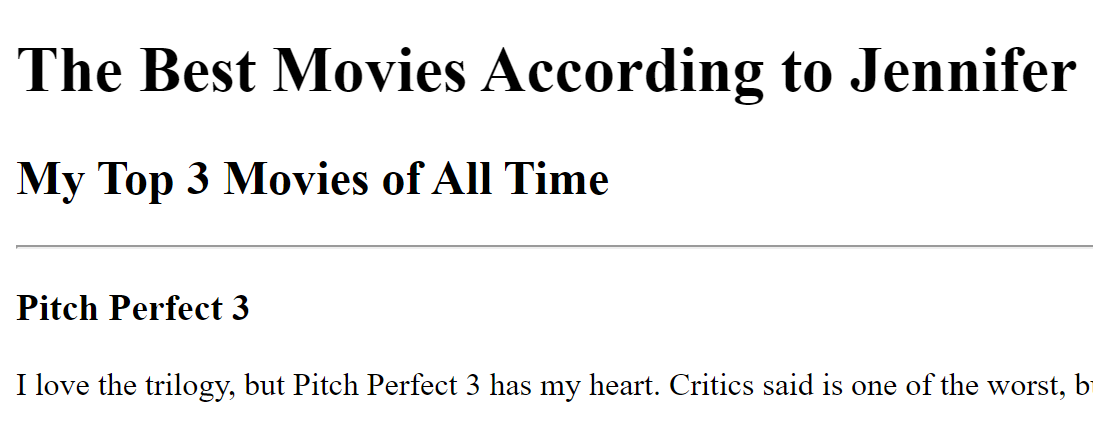 The Best Movies According to Jennifer
My Top 3 Movies of All Time
Pitch Perfect 3
I love the trilogy, but Pitch Perfect 3 has my heart. Critics said is one of the worst,